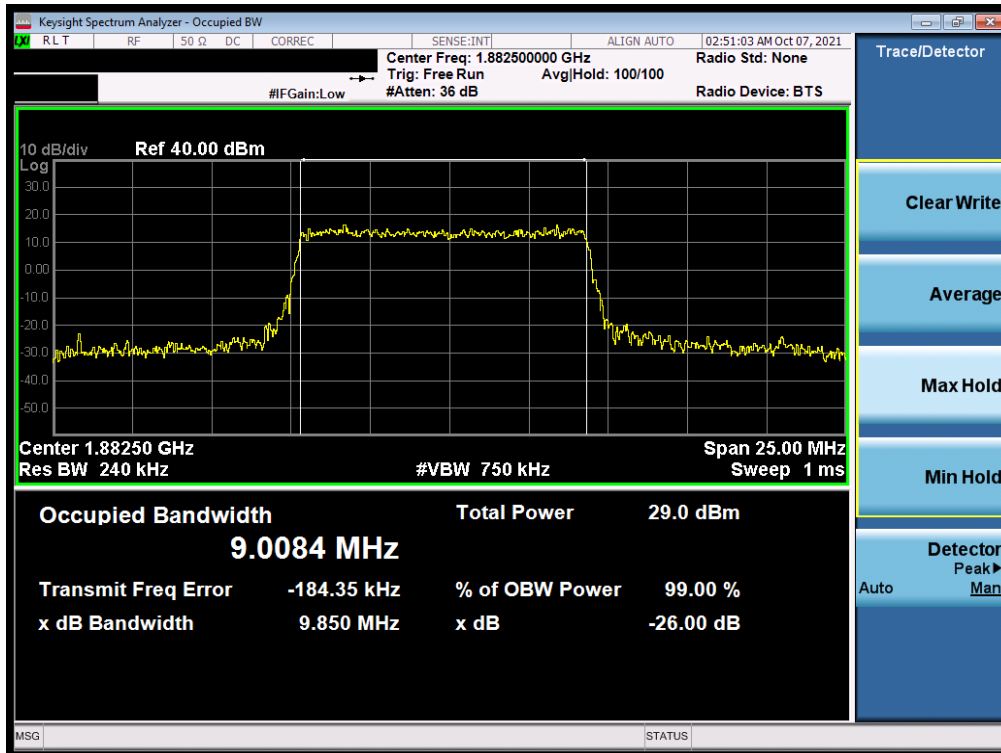 Keysight Spectrum Analyzer - Occupied BW
LXI RLT RF 50 Ω DC CORREC SENSE:INT ALIGN AUTO 02:51:03 AM Oct 07, 2021
Center Freq: 1.882500000 GHz Radio Std: None
Trig: Free Run Avg|Hold: 100/100
#IFGain:Low #Atten: 36 dB Radio Device: BTS
10 dB/div Ref 40.00 dBm
Log
30.0
20.0
10.0
0.00
-10.0
-20.0
-30.0
-40.0
-50.0
Center 1.88250 GHz Span 25.00 MHz
Res BW 240 kHz #VBW 750 kHz Sweep 1 ms
Occupied Bandwidth Total Power 29.0 dBm
9.0084 MHz
Transmit Freq Error -184.35 kHz % of OBW Power 99.00 %
x dB Bandwidth 9.850 MHz x dB -26.00 dB
MSG STATUS
Trace/Detector
Clear Write
Average
Max Hold
Min Hold
Detector
Peak▶
Auto Man